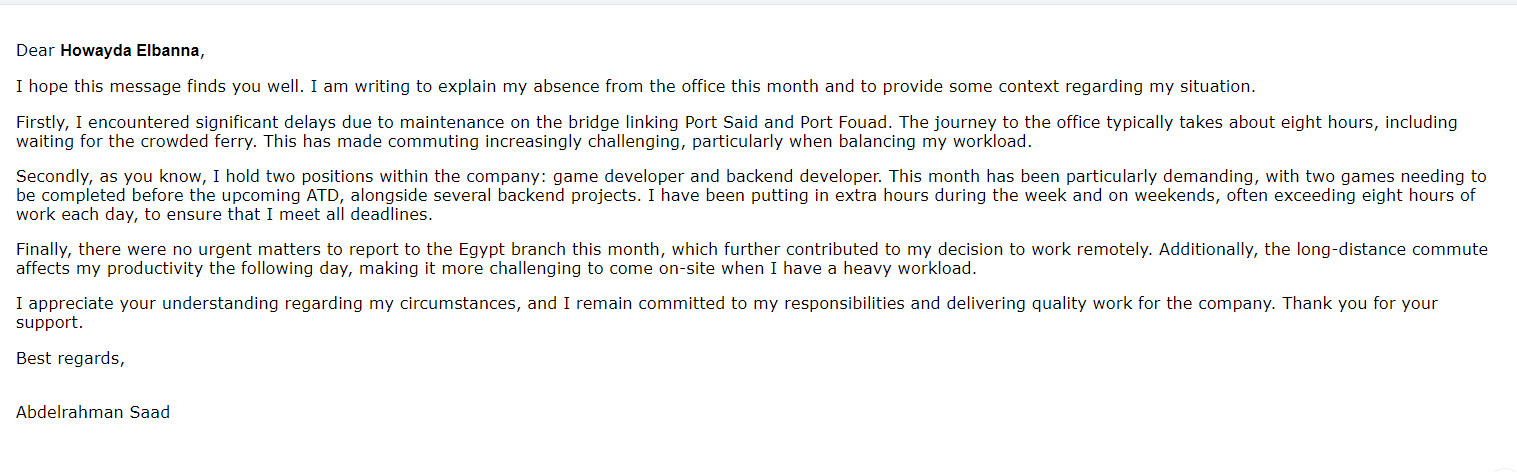 Dear Howayda Elbanna,
I hope this message finds you well. I am writing to explain my absence from the office this month and to provide some context regarding my situation.
Firstly, I encountered significant delays due to maintenance on the bridge linking Port Said and Port Fouad. The journey to the office typically takes about eight hours, including
waiting for the crowded ferry. This has made commuting increasingly challenging, particularly when balancing my workload.
Secondly, as you know, I hold two positions within the company: game developer and backend developer. This month has been particularly demanding, with two games needing to
be completed before the upcoming ATD, alongside several backend projects. I have been putting in extra hours during the week and on weekends, often exceeding eight hours of
work each day, to ensure that I meet all deadlines.
Finally, there were no urgent matters to report to the Egypt branch this month, which further contributed to my decision to work remotely. Additionally, the long-distance commute
affects my productivity the following day, making it more challenging to come on-site when I have a heavy workload.
I appreciate your understanding regarding my circumstances, and I remain committed to my responsibilities and delivering quality work for the company. Thank you for your
support.
Best regards,
Abdelrahman Saad